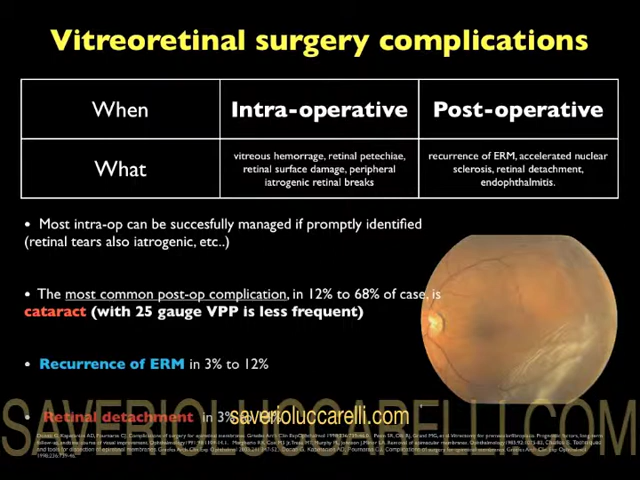 Vitreoretinal surgery complications
When
Intra-operative
Post-operative
What
vitreous hemorrhage, retinal petechiae,
retinal surface damage, peripheral
iatrogenic retinal breaks
recurrence of ERM, accelerated nuclear
sclerosis, retinal detachment,
endophthalmitis.
• Most intra-op can be succesfully managed if promptly identified
(retinal tears also iatrogenic, etc..)
• The most common post-op complication, in 12% to 68% of case, is
cataract (with 25 gauge VPP is less frequent)
• Recurrence of ERM in 3% to 12%
• Retinal detachment in 3%
saverioluccarelli.com
SAVERIOLUCCARELLI.COM